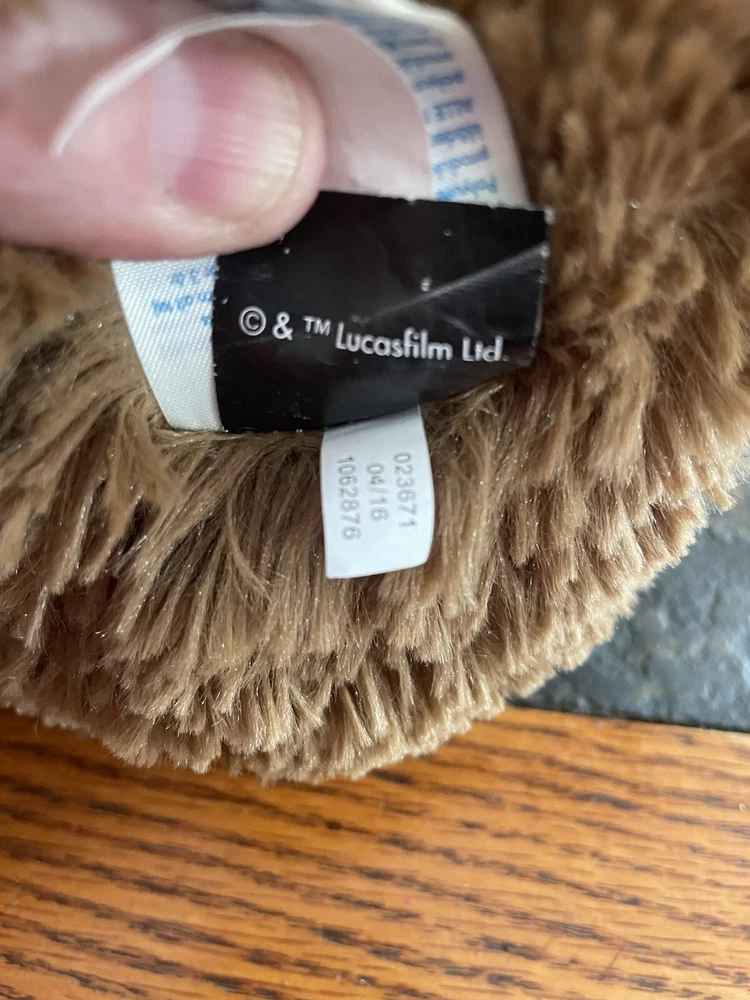 © & ™ Lucasfilm Ltd.
023671
04/16
1062876